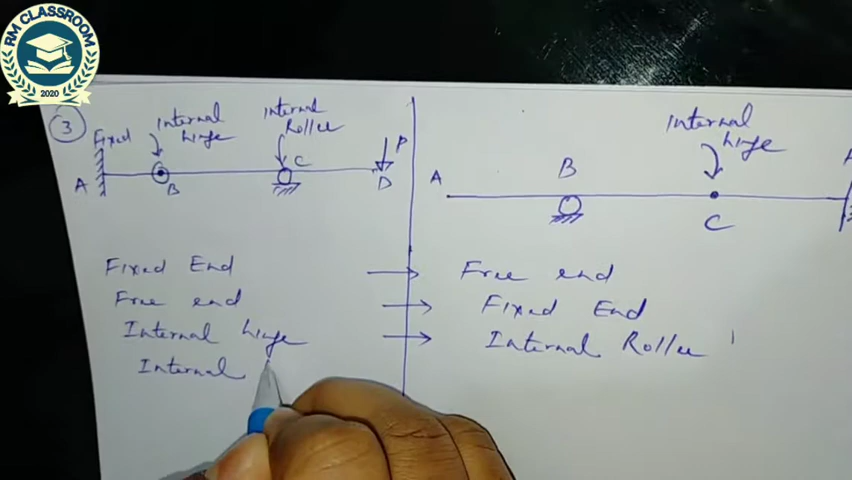 RM CLASSROOM
2020
3
Fixed
Internal
hinge
Internal
Roller
P
A
B
C
D
Internal
hinge
A
B
C
Fixed End → Free end
Free end → Fixed End
Internal hinge → Internal Roller
Internal